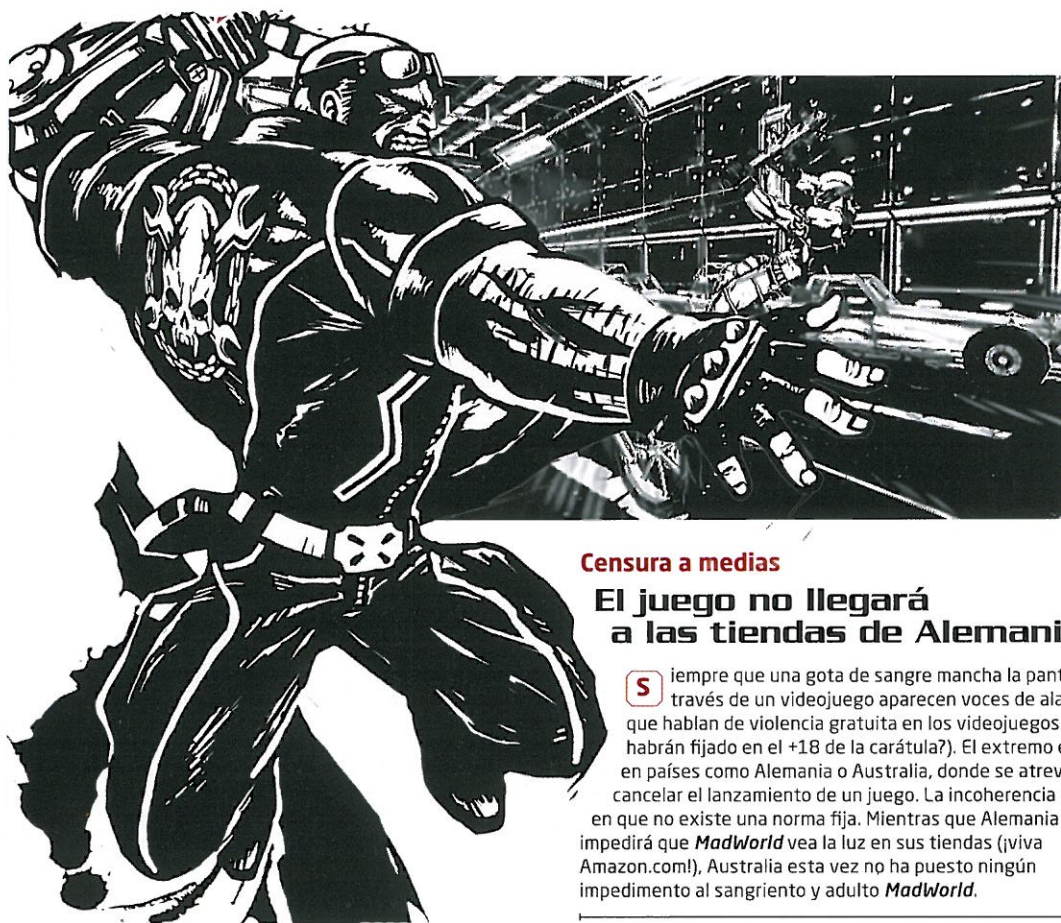 Censura a medias
El juego no llegará
a las tiendas de Alemani
Siempre que una gota de sangre mancha la pant
través de un videojuego aparecen voces de ala
que hablan de violencia gratuita en los videojuegos
habrán fijado en el +18 de la carátula?). El extremo e
en países como Alemania o Australia, donde se atrev
cancelar el lanzamiento de un juego. La incoherencia
en que no existe una norma fija. Mientras que Alemania
impedirá que MadWorld vea la luz en sus tiendas (¡viva
Amazon.com!), Australia esta vez no ha puesto ningún
impedimento al sangriento y adulto MadWorld.